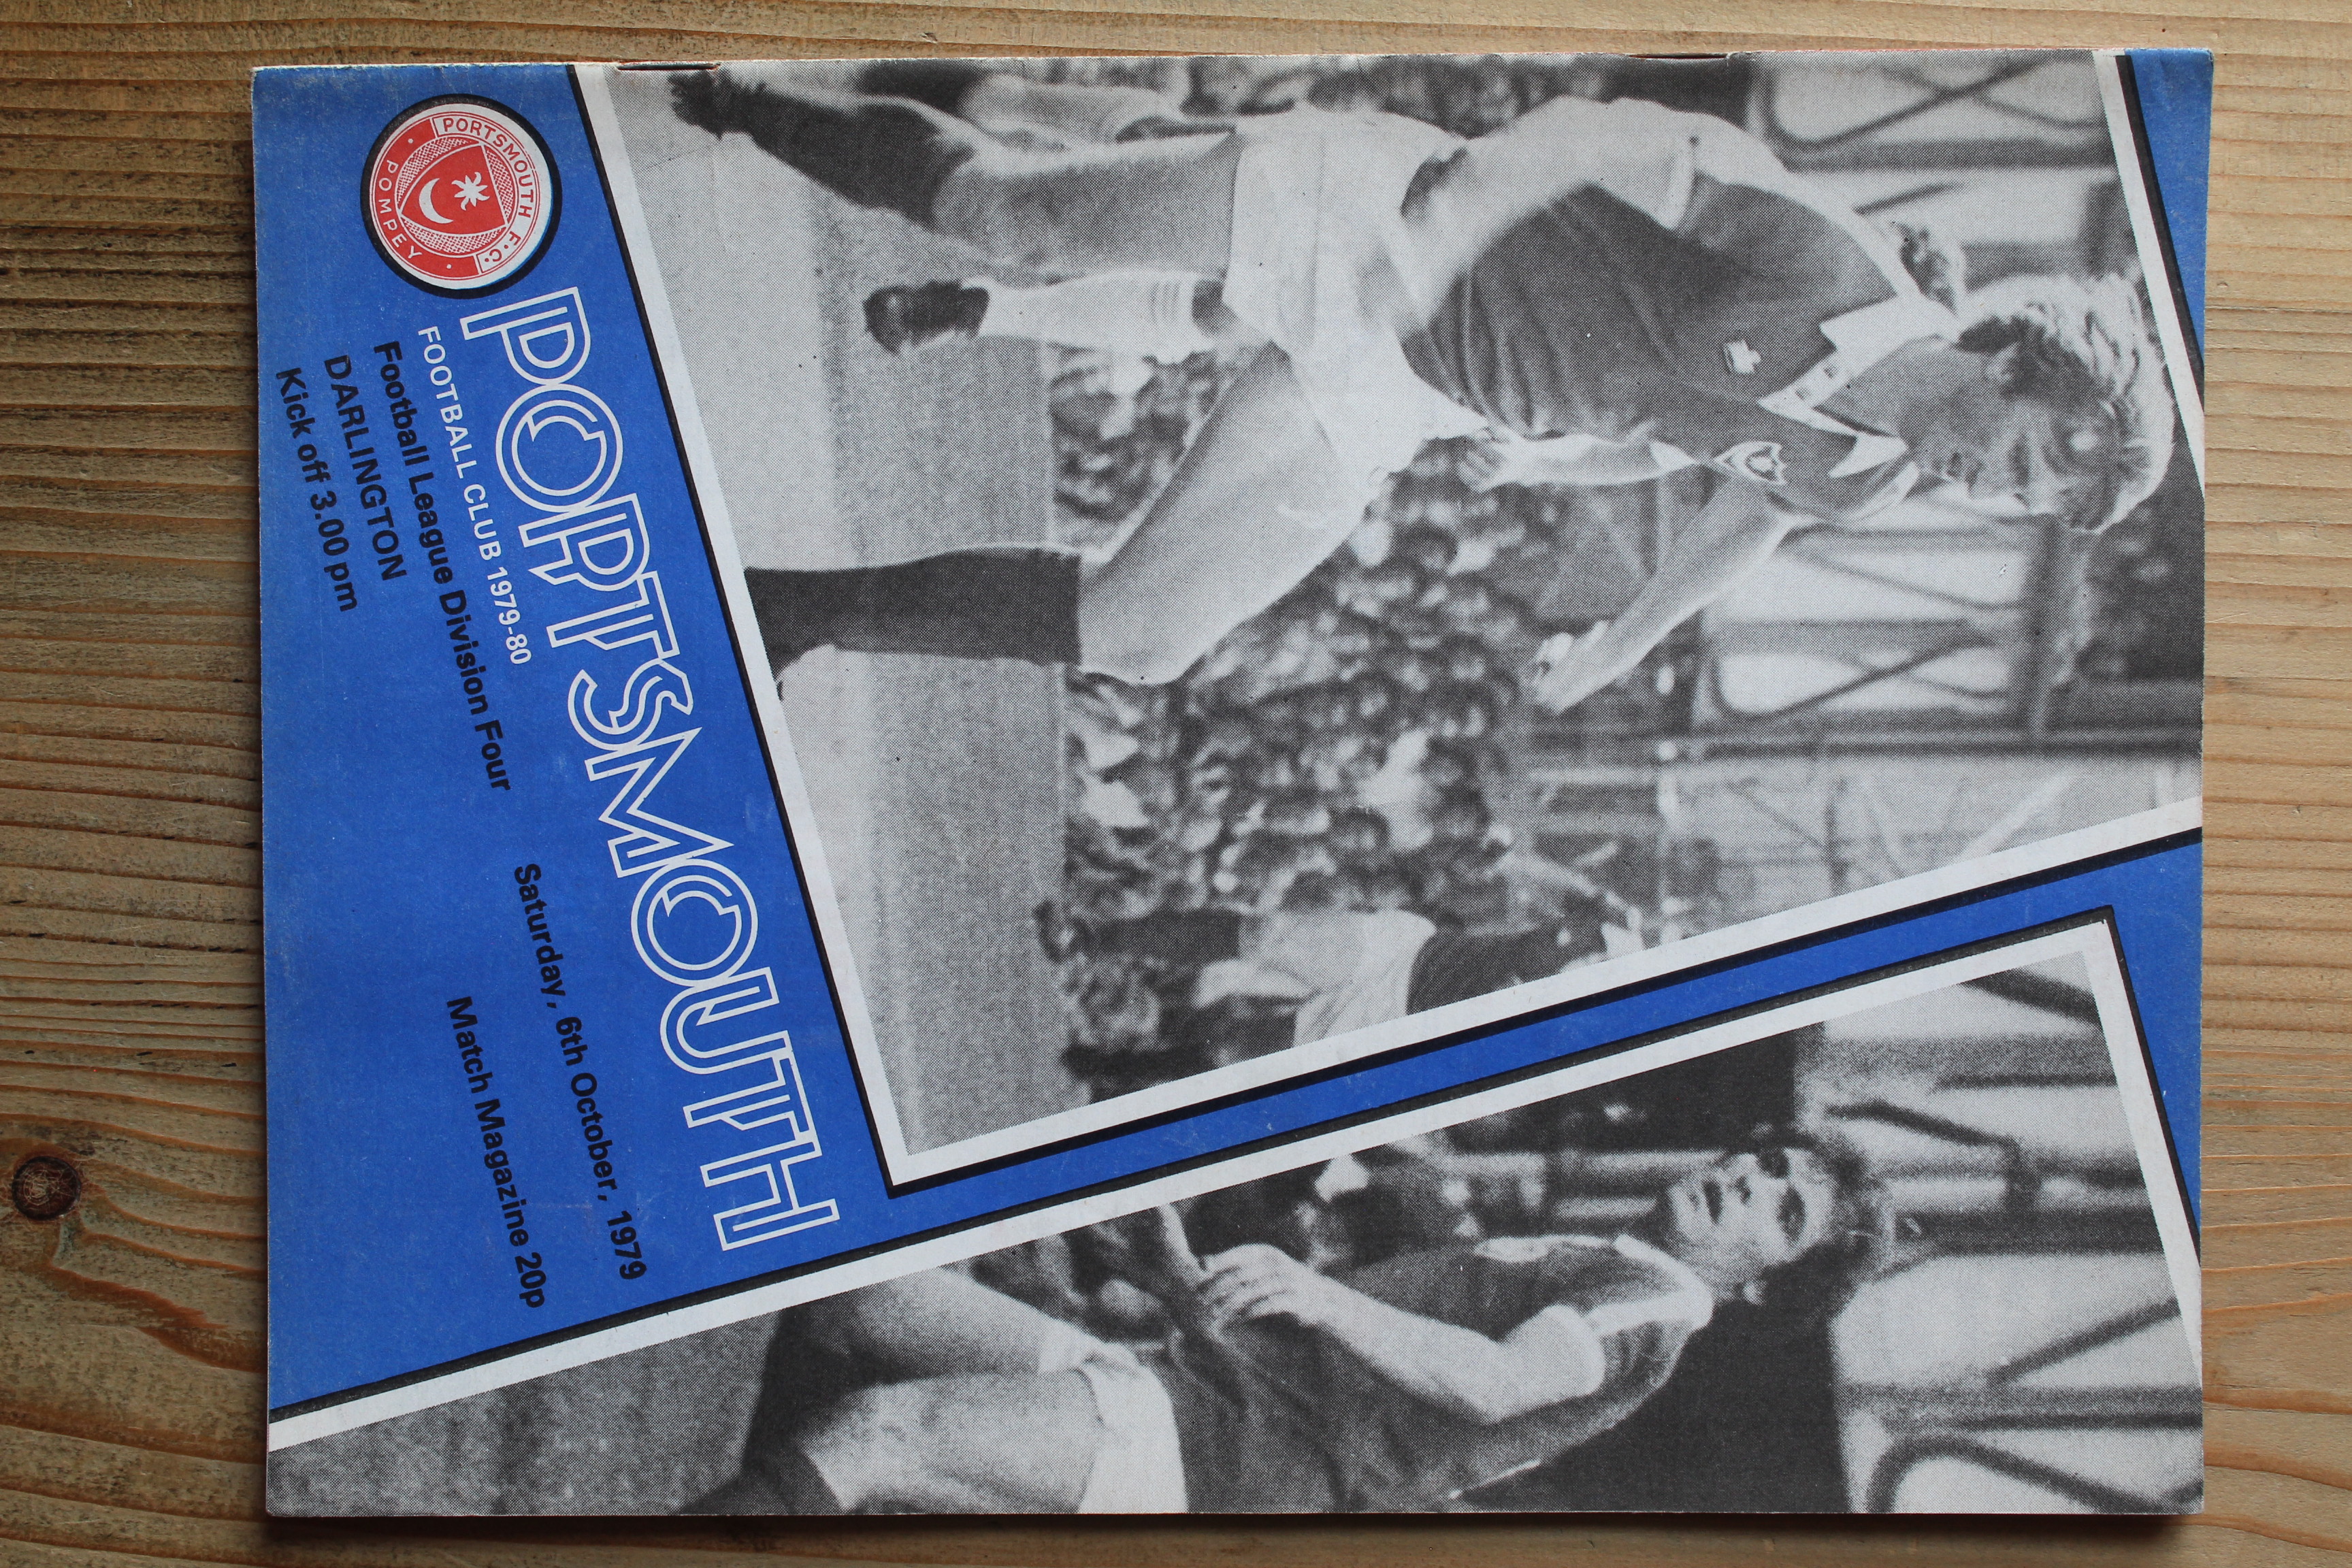 PORTSMOUTH F.C.
POMPEY
PORTSMOUTH
FOOTBALL CLUB 1979-80
Football League Division Four
Saturday, 6th October, 1979
DARLINGTON
Kick off 3.00 pm
Match Magazine 20p